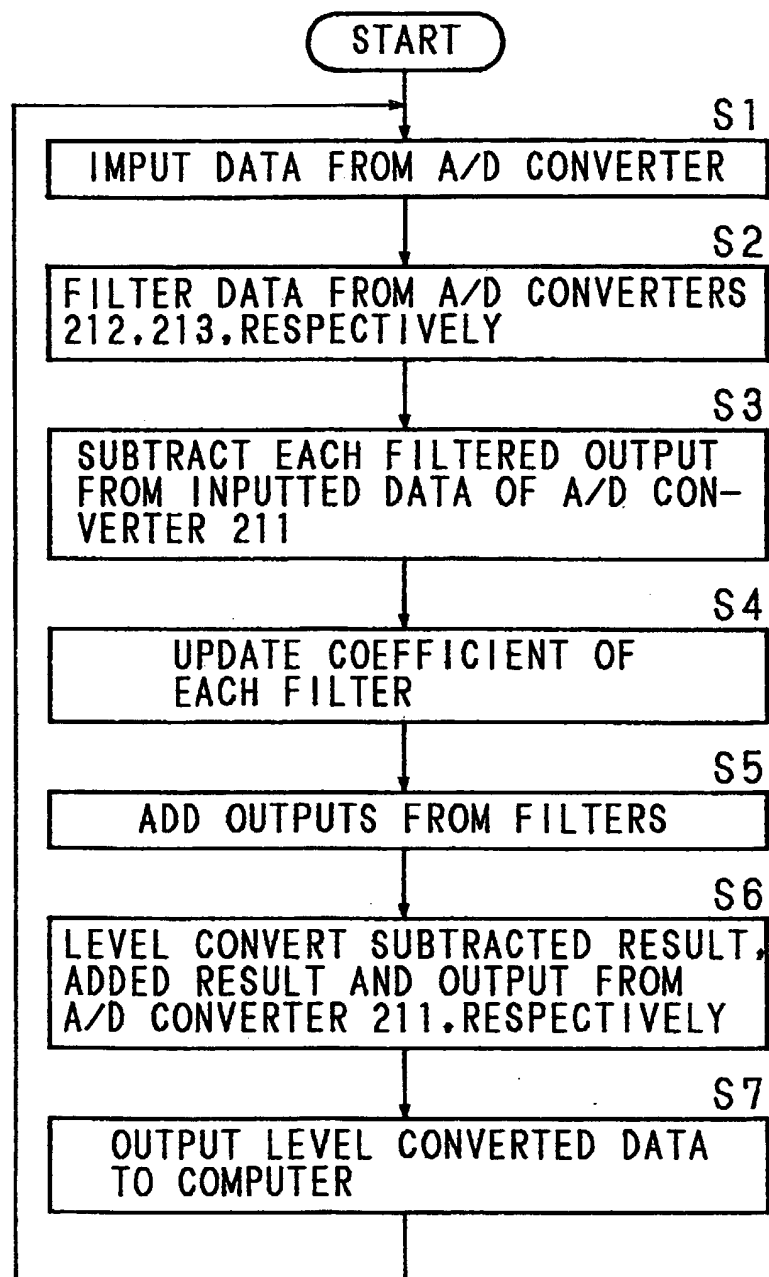 START
S1
IMPUT DATA FROM A/D CONVERTER
S2
FILTER DATA FROM A/D CONVERTERS
212,213,RESPECTIVELY
S3
SUBTRACT EACH FILTERED OUTPUT
FROM INPUTTED DATA OF A/D CON-
VERTER 211
S4
UPDATE COEFFICIENT OF
EACH FILTER
S5
ADD OUTPUTS FROM FILTERS
S6
LEVEL CONVERT SUBTRACTED RESULT,
ADDED RESULT AND OUTPUT FROM
A/D CONVERTER 211,RESPECTIVELY
S7
OUTPUT LEVEL CONVERTED DATA
TO COMPUTER